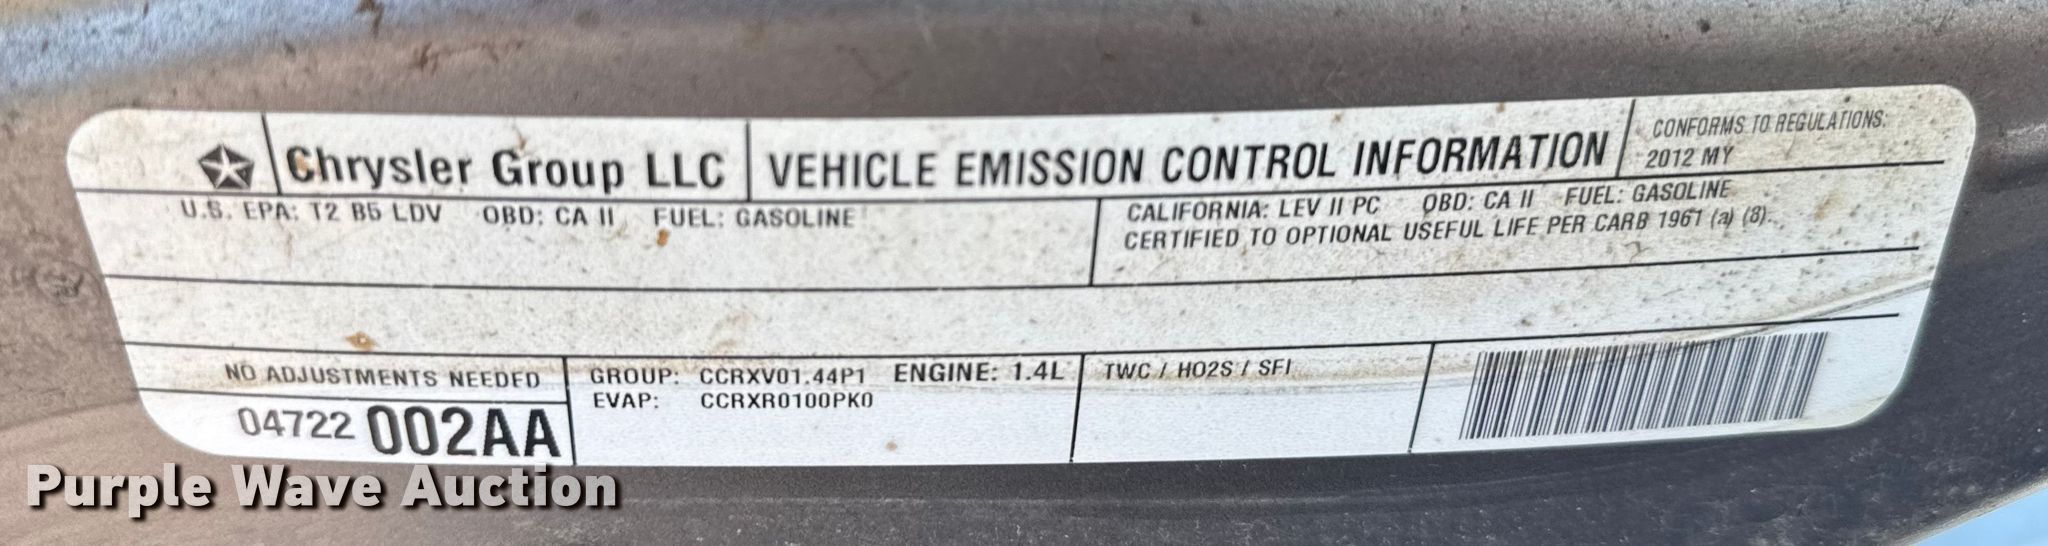 Chrysler Group LLC
VEHICLE EMISSION CONTROL INFORMATION
CONFORMS TO REGULATIONS:
2012 MY
U.S. EPA: T2 B5 LDV OBD: CA II FUEL: GASOLINE
CALIFORNIA: LEV II PC OBD: CA II FUEL: GASOLINE
CERTIFIED TO OPTIONAL USEFUL LIFE PER CARB 1961 (a) (8).
NO ADJUSTMENTS NEEDED
04722 002AA
GROUP: CCRXV01.44P1 ENGINE: 1.4L
EVAP: CCRXR0100PK0
TWC / HO2S / SFI
Purple Wave Auction